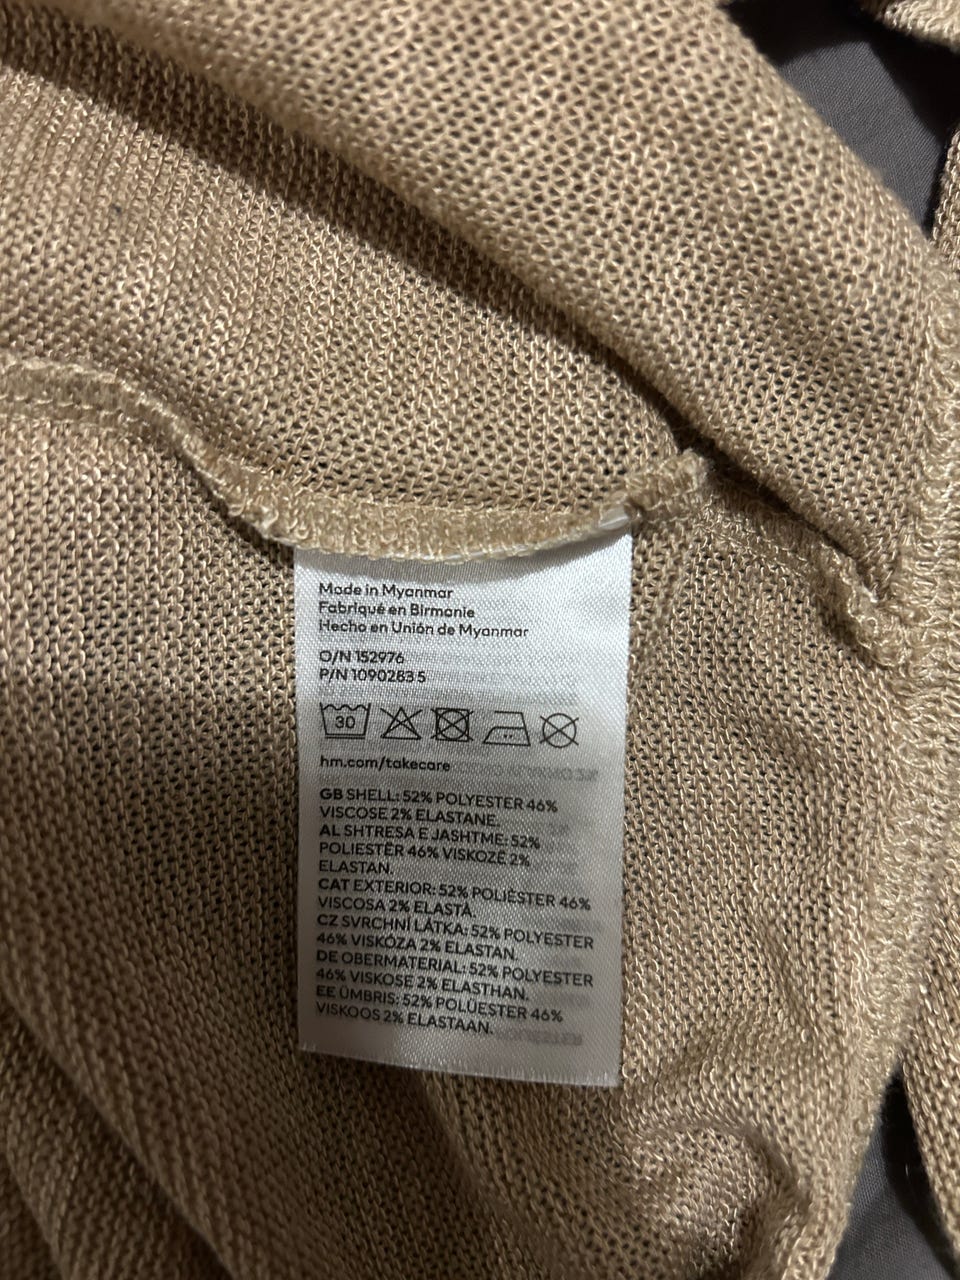 Made in Myanmar
Fabriqué en Birmanie
Hecho en Unión de Myanmar
O/N 152976
P/N 1090283 5
30
hm.com/takecare
GB SHELL: 52% POLYESTER 46%
VISCOSE 2% ELASTANE.
AL SHTRESA E JASHTME: 52%
POLIESTËR 46% VISKOZË 2%
ELASTAN.
CAT EXTERIOR: 52% POLIÈSTER 46%
VISCOSA 2% ELASTÀ.
CZ SVRCHNÍ LÁTKA: 52% POLYESTER
46% VISKÓZA 2% ELASTAN.
DE OBERMATERIAL: 52% POLYESTER
46% VISKOSE 2% ELASTHAN.
EE ÜMBRIS: 52% POLÜESTER 46%
VISKOOS 2% ELASTAAN.